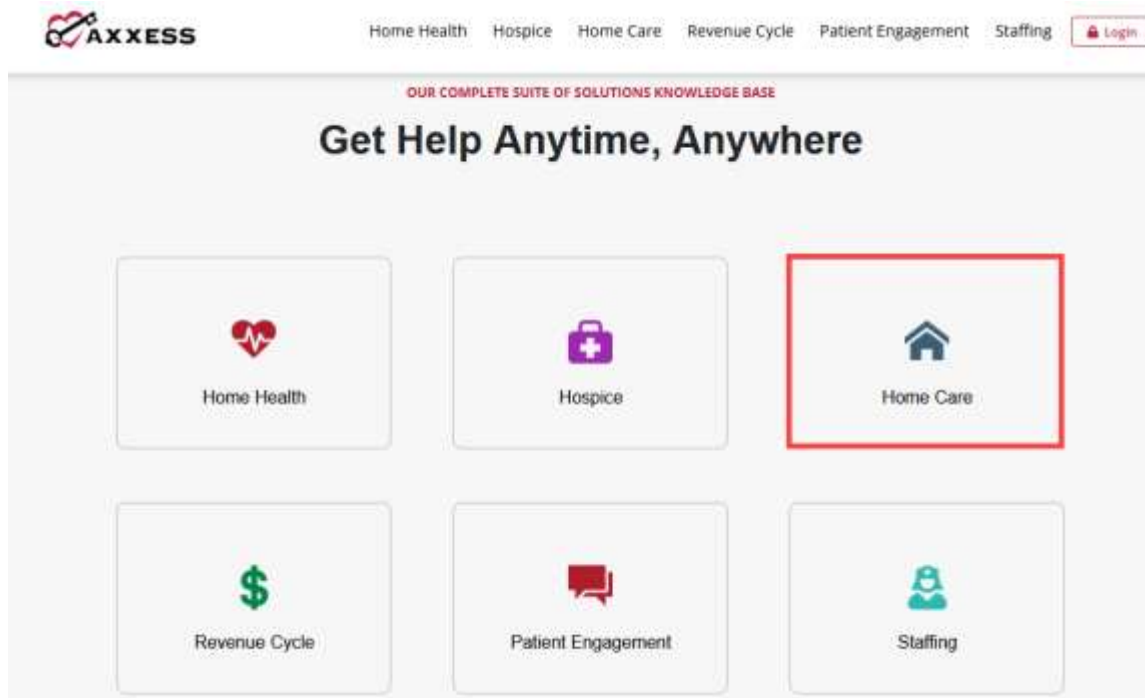 AXXESS Home Health Hospice Home Care Revenue Cycle Patient Engagement Staffing Login
OUR COMPLETE SUITE OF SOLUTIONS KNOWLEDGE BASE
Get Help Anytime, Anywhere
Home Health Hospice Home Care
Revenue Cycle Patient Engagement Staffing